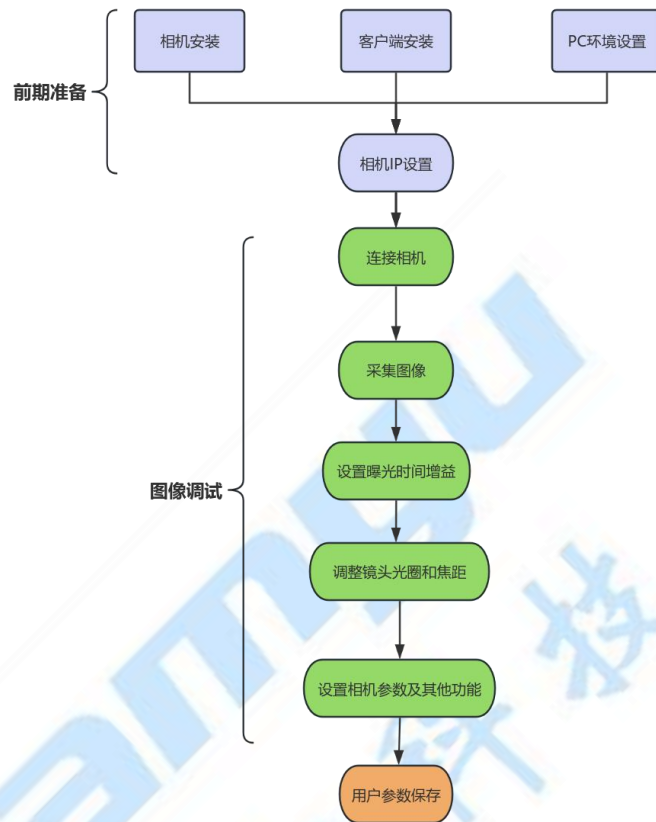 相机安装
客户端安装
PC环境设置
前期准备
相机IP设置
连接相机
采集图像
设置曝光时间增益
图像调试
调整镜头光圈和焦距
设置相机参数及其他功能
用户参数保存